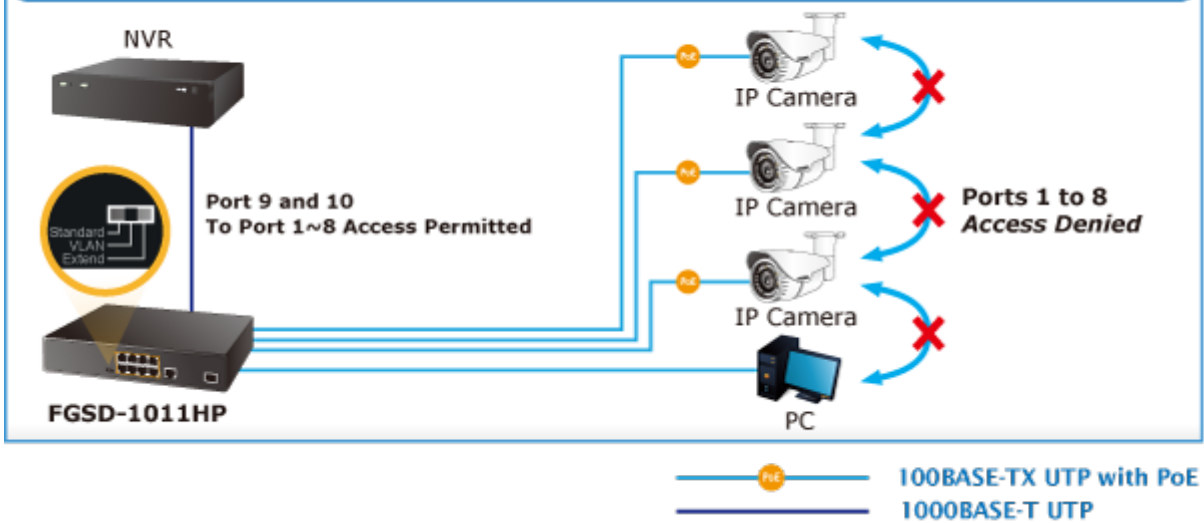 NVR
PoE
IP Camera
Port 9 and 10
To Port 1~8 Access Permitted
Standard
VLAN
Extend
PoE
IP Camera
Ports 1 to 8
Access Denied
PoE
IP Camera
FGSD-1011HP
PC
PoE
100BASE-TX UTP with PoE
1000BASE-T UTP